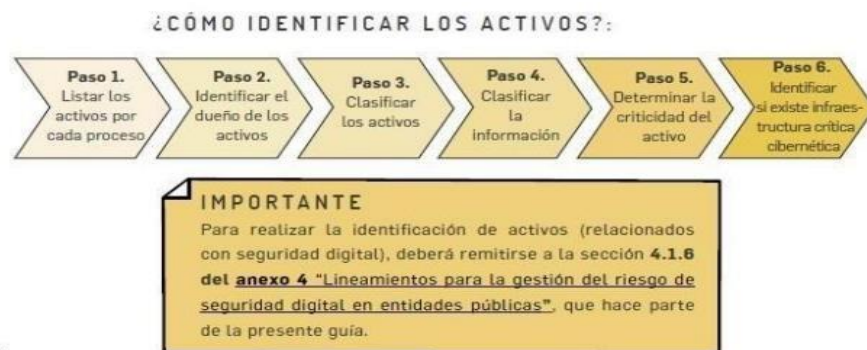 ¿CÓMO IDENTIFICAR LOS ACTIVOS?:
Paso 1.
Listar los
activos por
cada proceso
Paso 2.
Identificar el
dueño de los
activos
Paso 3.
Clasificar
los activos
Paso 4.
Clasificar
la
información
Paso 5.
Determinar la
criticidad del
activo
Paso 6.
Identificar
si existe infraes-
tructura crítica
cibernética
IMPORTANTE
Para realizar la identificación de activos (relacionados
con seguridad digital), deberá remitirse a la sección 4.1.6
del anexo 4 "Lineamientos para la gestión del riesgo de
seguridad digital en entidades públicas", que hace parte
de la presente guía.